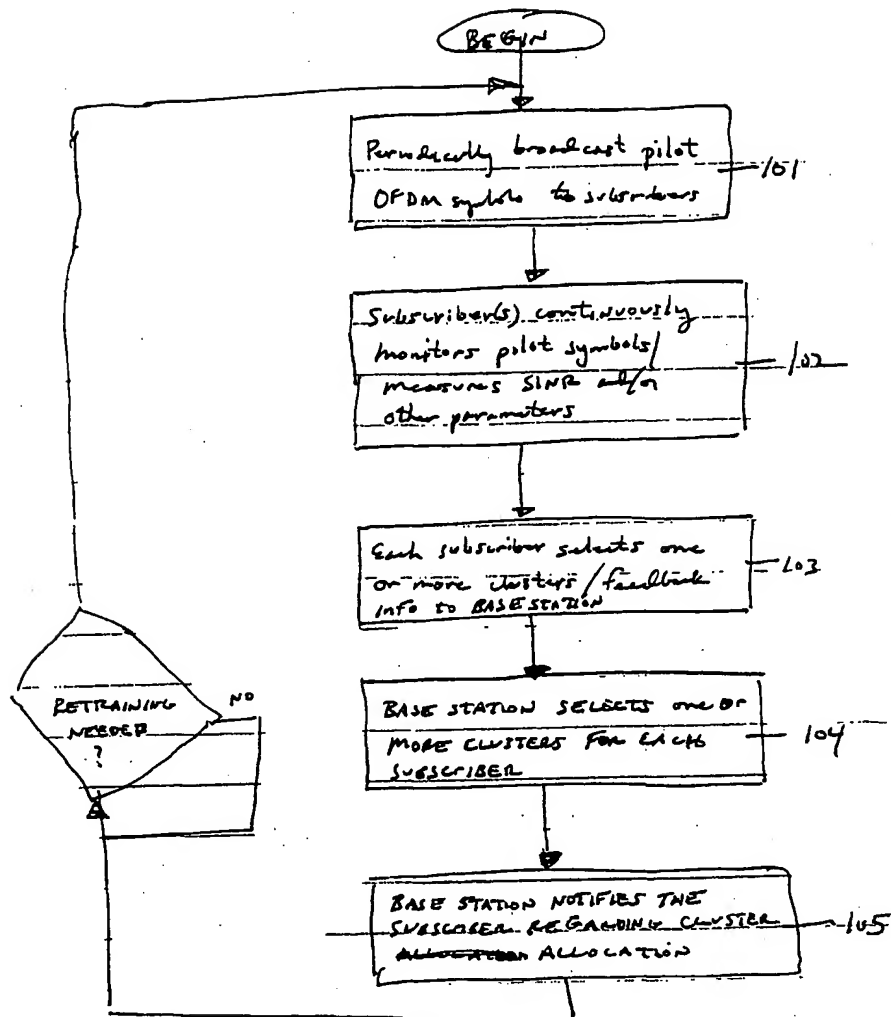 BEGIN
Periodically broadcast pilot
OFDM symbols to subscribers
101
Subscriber(s) continuously
monitors pilot symbols/
measures SINR and/or
other parameters
102
Each subscriber selects one
or more clusters/feedback
info to BASE STATION
103
BASE STATION SELECTS one or
MORE CLUSTERS FOR EACH
SUBSCRIBER
104
BASE STATION NOTIFIES THE
SUBSCRIBER REGARDING CLUSTER
ALLOCATION ALLOCATION
105
RETRAINING
NEEDED
?
NO